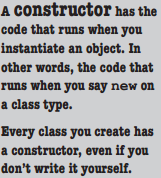 A constructor has the
code that runs when you
instantiate an object. In
other words, the code that
runs when you say new on
a class type.
Every class you create has
a constructor, even if you
don't write it yourself.